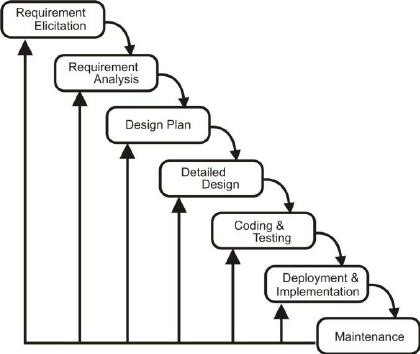 Requirement
Elicitation
Requirement
Analysis
Design Plan
Detailed
Design
Coding &
Testing
Deployment &
Implementation
Maintenance